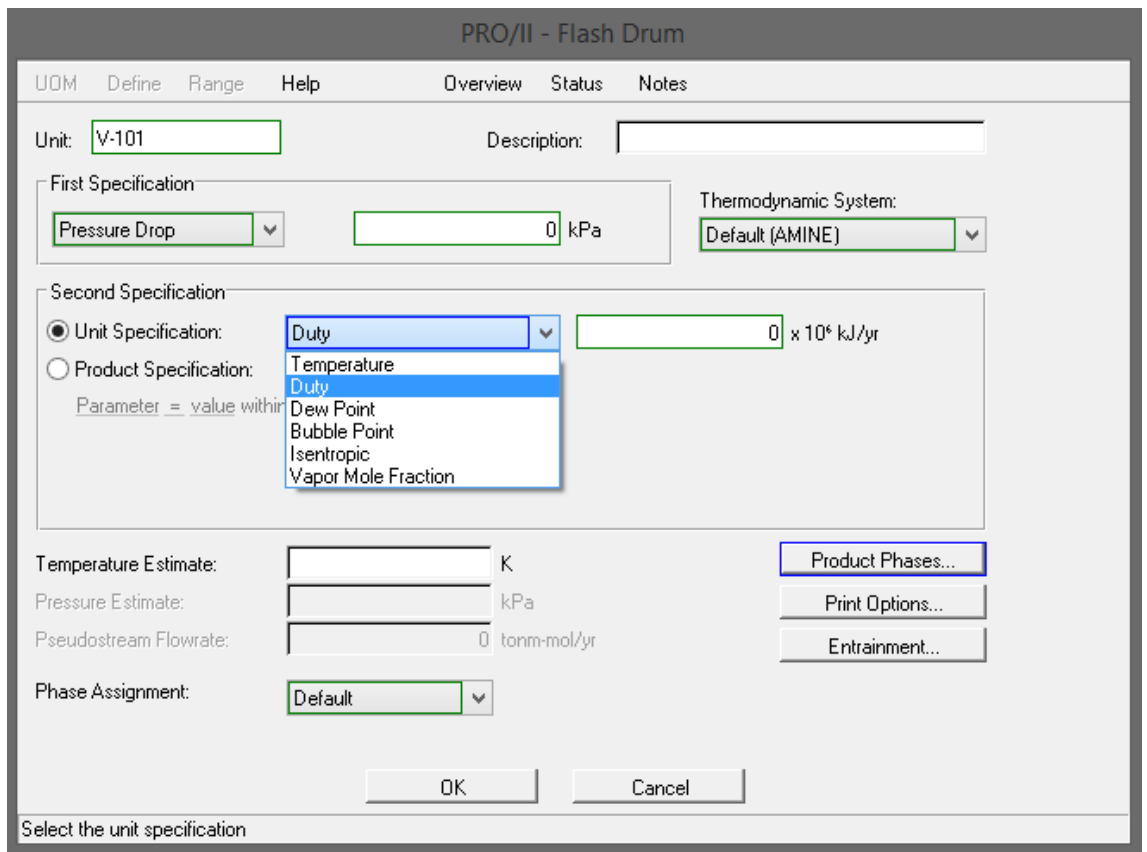 PRO/II - Flash Drum
UOM Define Range Help Overview Status Notes
Unit: V-101 Description:
First Specification
Thermodynamic System:
Pressure Drop 0 kPa Default (AMINE)
Second Specification
Unit Specification: Duty 0 x 10⁶ kJ/yr
Temperature
Product Specification:
Duty
Parameter = value within
Dew Point
Bubble Point
Isentropic
Vapor Mole Fraction
Temperature Estimate: K Product Phases...
Pressure Estimate: kPa Print Options...
Pseudostream Flowrate: 0 tonm-mol/yr Entrainment...
Phase Assignment: Default
OK Cancel
Select the unit specification